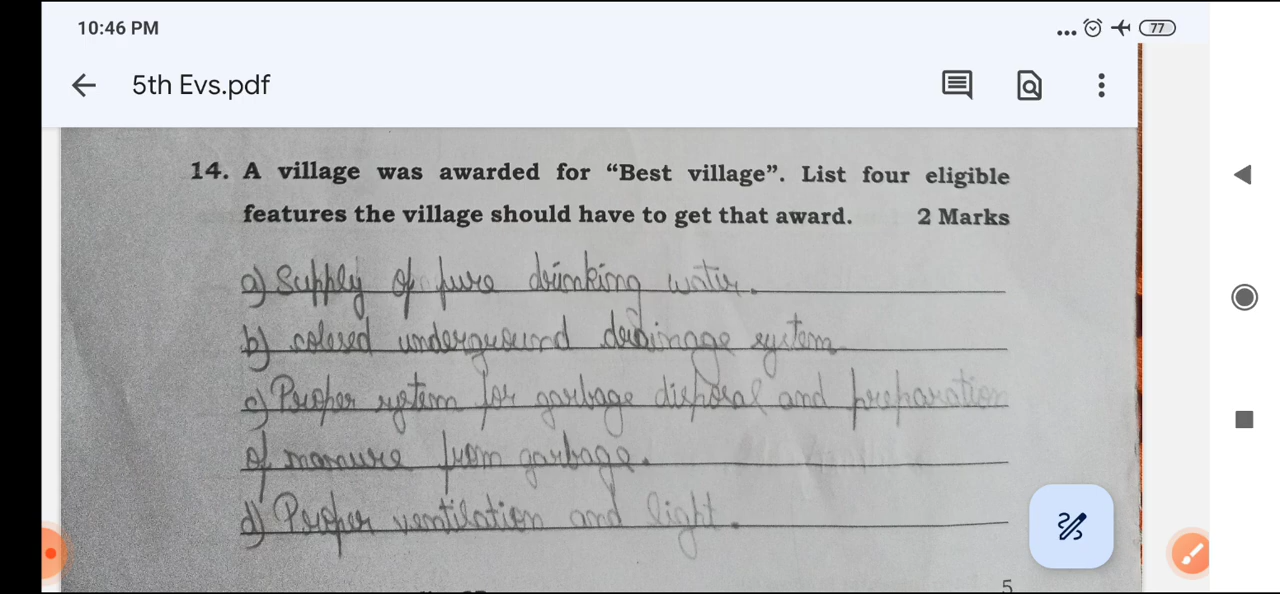 10:46 PM
77
5th Evs.pdf
14. A village was awarded for “Best village”. List four eligible
features the village should have to get that award. 2 Marks
a) Supply of pure drinking water.
b) colored underground drainage system
c) Proper system for garbage disposal and preparation
of manure from garbage.
d) Proper ventilation and light.
5